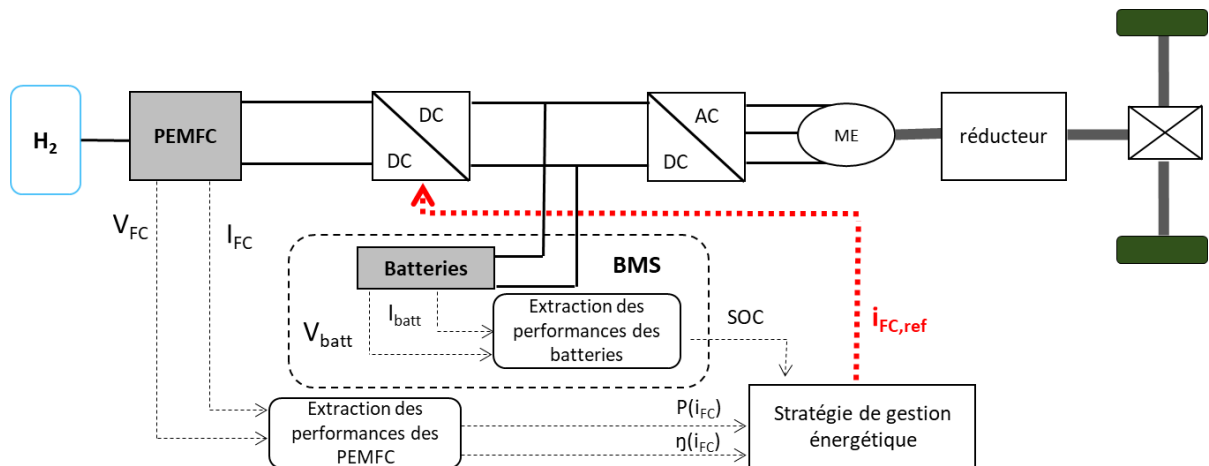 H2
PEMFC
DC
DC
AC
DC
ME
réducteur
VFC
IFC
Batteries
BMS
Ibatt
Vbatt
Extraction des
performances des
batteries
SOC
iFC,ref
Extraction des
performances des
PEMFC
P(iFC)
ŋ(iFC)
Stratégie de gestion
énergétique